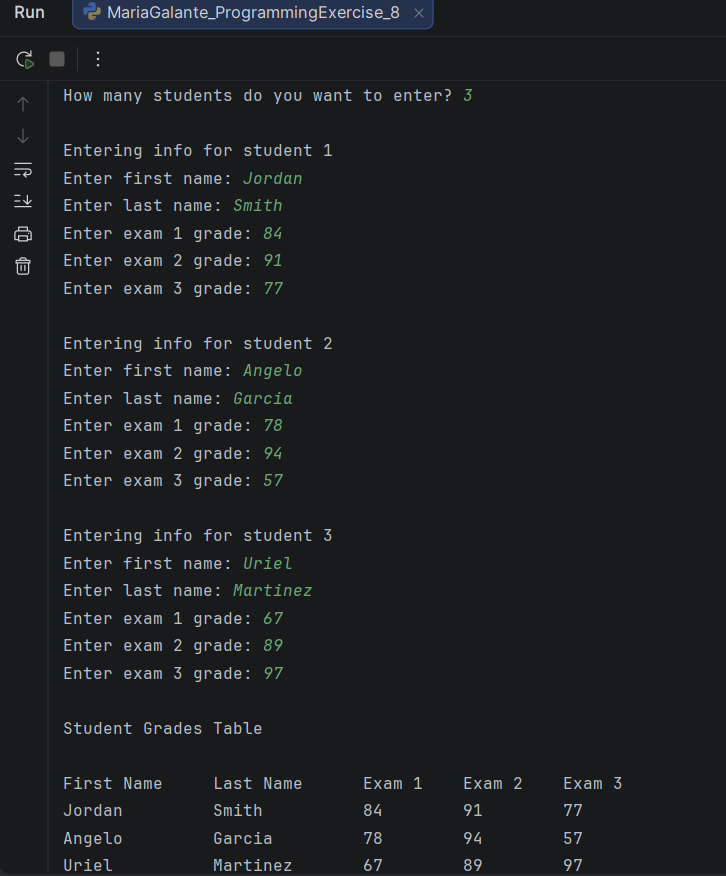 Run MariaGalante_ProgrammingExercise_8
How many students do you want to enter? 3
Entering info for student 1
Enter first name: Jordan
Enter last name: Smith
Enter exam 1 grade: 84
Enter exam 2 grade: 91
Enter exam 3 grade: 77
Entering info for student 2
Enter first name: Angelo
Enter last name: Garcia
Enter exam 1 grade: 78
Enter exam 2 grade: 94
Enter exam 3 grade: 57
Entering info for student 3
Enter first name: Uriel
Enter last name: Martinez
Enter exam 1 grade: 67
Enter exam 2 grade: 89
Enter exam 3 grade: 97
Student Grades Table
First Name Last Name Exam 1 Exam 2 Exam 3
Jordan Smith 84 91 77
Angelo Garcia 78 94 57
Uriel Martinez 67 89 97